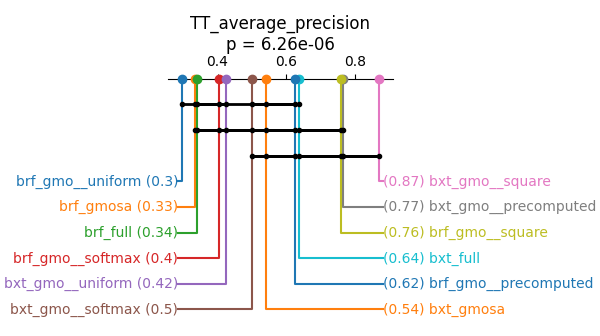 TT_average_precision
p = 6.26e-06
0.4 0.6 0.8
brf_gmo__uniform (0.3) (0.87) bxt_gmo__square
brf_gmosa (0.33) (0.77) bxt_gmo__precomputed
brf_full (0.34) (0.76) brf_gmo__square
brf_gmo__softmax (0.4) (0.64) bxt_full
bxt_gmo__uniform (0.42) (0.62) brf_gmo__precomputed
bxt_gmo__softmax (0.5) (0.54) bxt_gmosa